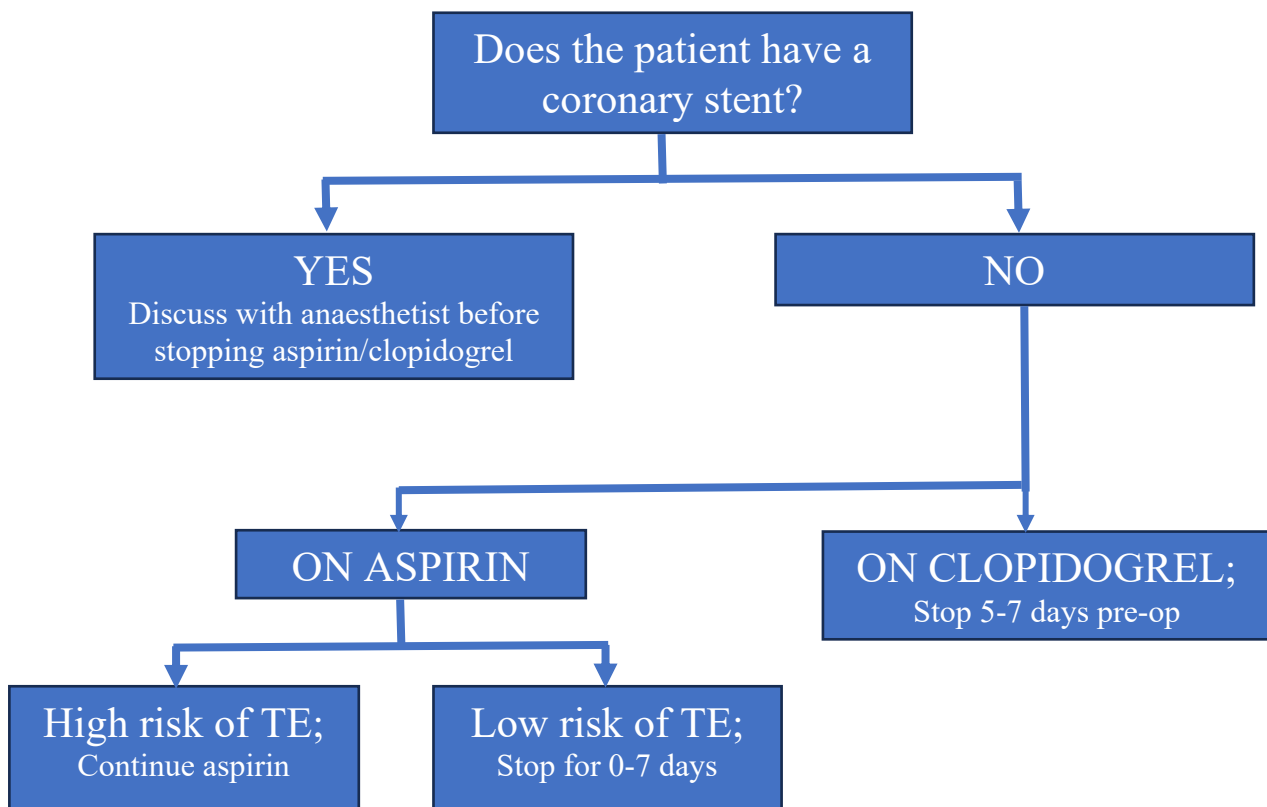 Does the patient have a
coronary stent?
YES
Discuss with anaesthetist before
stopping aspirin/clopidogrel
NO
ON ASPIRIN
ON CLOPIDOGREL;
Stop 5-7 days pre-op
High risk of TE;
Continue aspirin
Low risk of TE;
Stop for 0-7 days